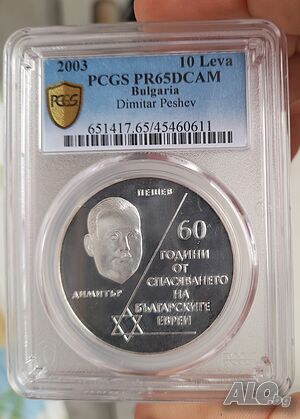 2003 10 Leva
PCGS PR65DCAM
Bulgaria
Dimitar Peshev
651417.65/45460611
PCGS
ПЕШЕВ
ДИМИТЪР
60
ГОДИНИ
ОТ
СПАСЯВАНЕТО
НА
БЪЛГАРСКИТЕ
ЕВРЕИ
ALO.bg